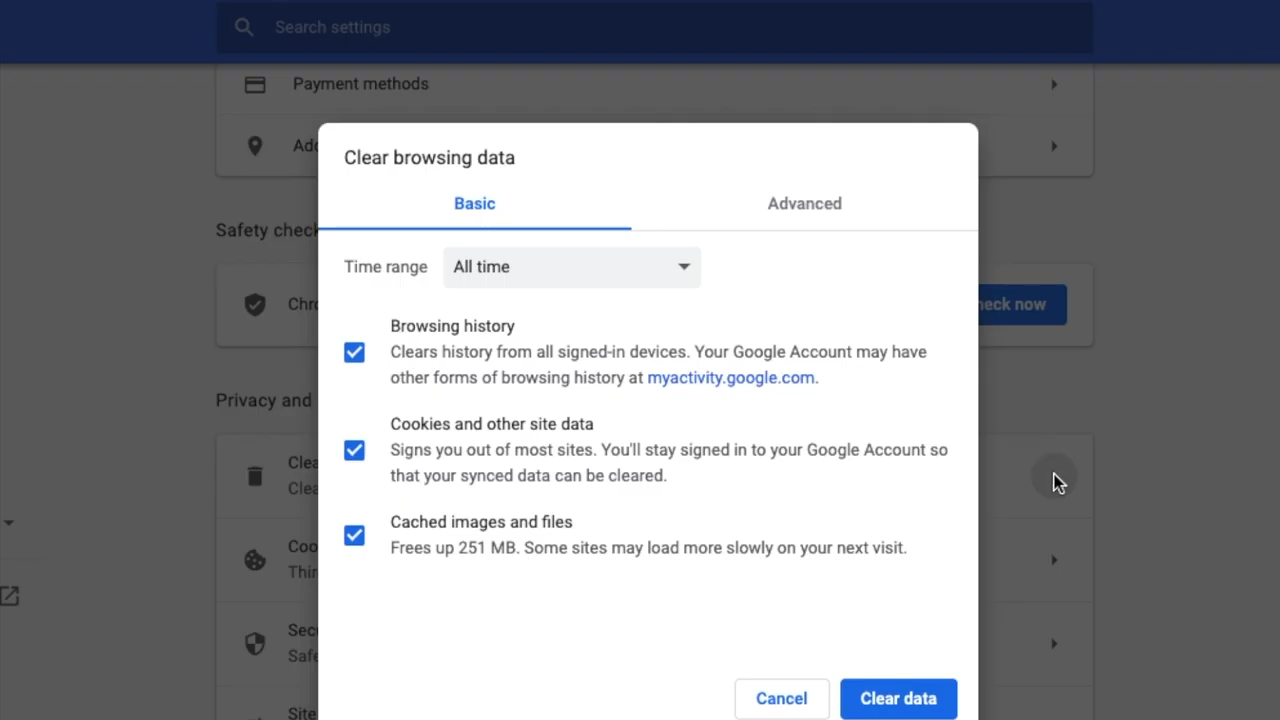 Search settings
Payment methods
Clear browsing data
Basic
Advanced
Safety check
Time range
All time
heck now
Browsing history
Clears history from all signed-in devices. Your Google Account may have
other forms of browsing history at myactivity.google.com.
Privacy and
Cookies and other site data
Signs you out of most sites. You'll stay signed in to your Google Account so
that your synced data can be cleared.
Cached images and files
Frees up 251 MB. Some sites may load more slowly on your next visit.
Cancel
Clear data